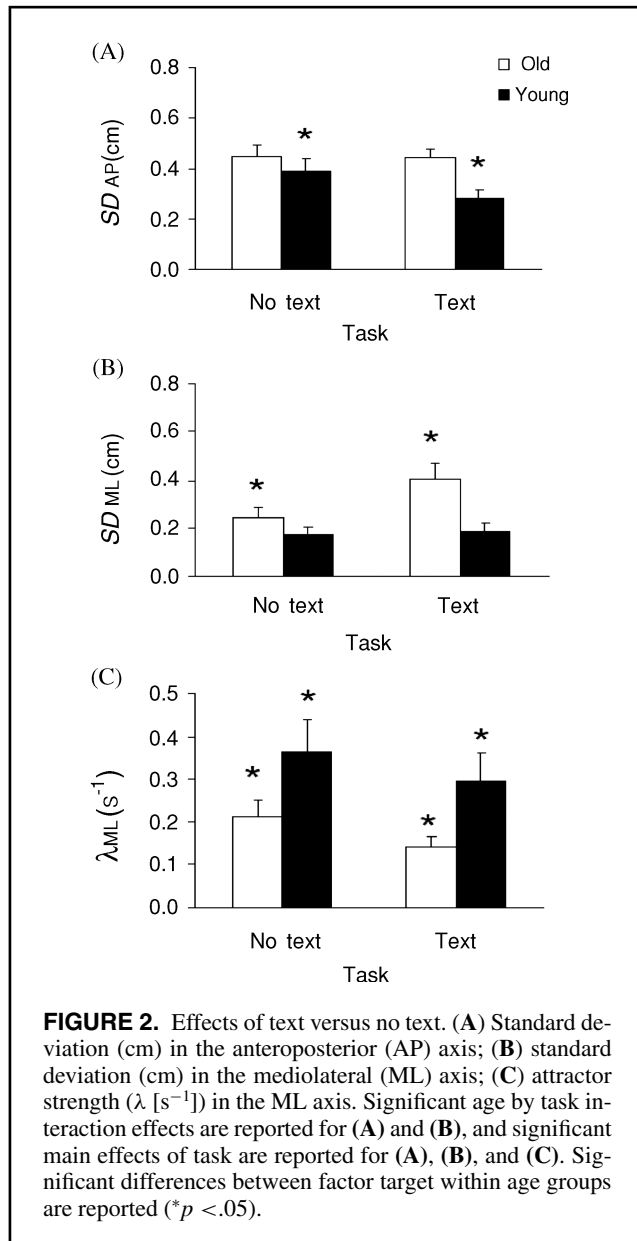 (A)
0.8
0.6
0.4
0.2
0.0
SD AP(cm)
Old
Young
*
*
No text Text
Task
(B)
0.8
0.6
0.4
0.2
0.0
SD ML(cm)
*
*
No text Text
Task
(C)
0.5
0.4
0.3
0.2
0.1
0.0
λML(S⁻¹)
*
*
*
*
No text Text
Task
FIGURE 2. Effects of text versus no text. (A) Standard de-
viation (cm) in the anteroposterior (AP) axis; (B) standard
deviation (cm) in the mediolateral (ML) axis; (C) attractor
strength (λ [s⁻¹]) in the ML axis. Significant age by task in-
teraction effects are reported for (A) and (B), and significant
main effects of task are reported for (A), (B), and (C). Sig-
nificant differences between factor target within age groups
are reported (*p <.05).